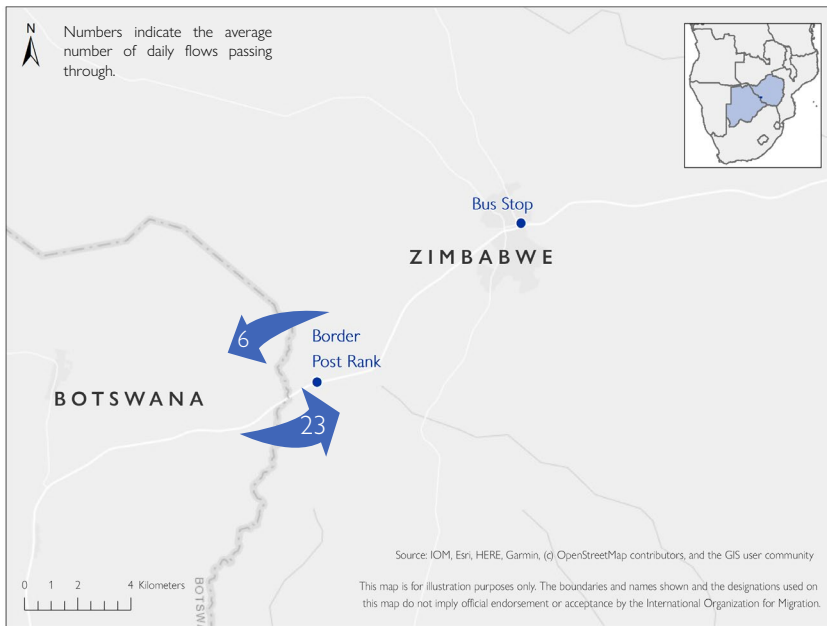 N
Numbers indicate the average
number of daily flows passing
through.
Bus Stop
ZIMBABWE
6
Border
Post Rank
BOTSWANA
23
Source: IOM, Esri, HERE, Garmin, (c) OpenStreetMap contributors, and the GIS user community
0 1 2 4 Kilometers
BOTSW
This map is for illustration purposes only. The boundaries and names shown and the designations used on
this map do not imply official endorsement or acceptance by the International Organization for Migration.